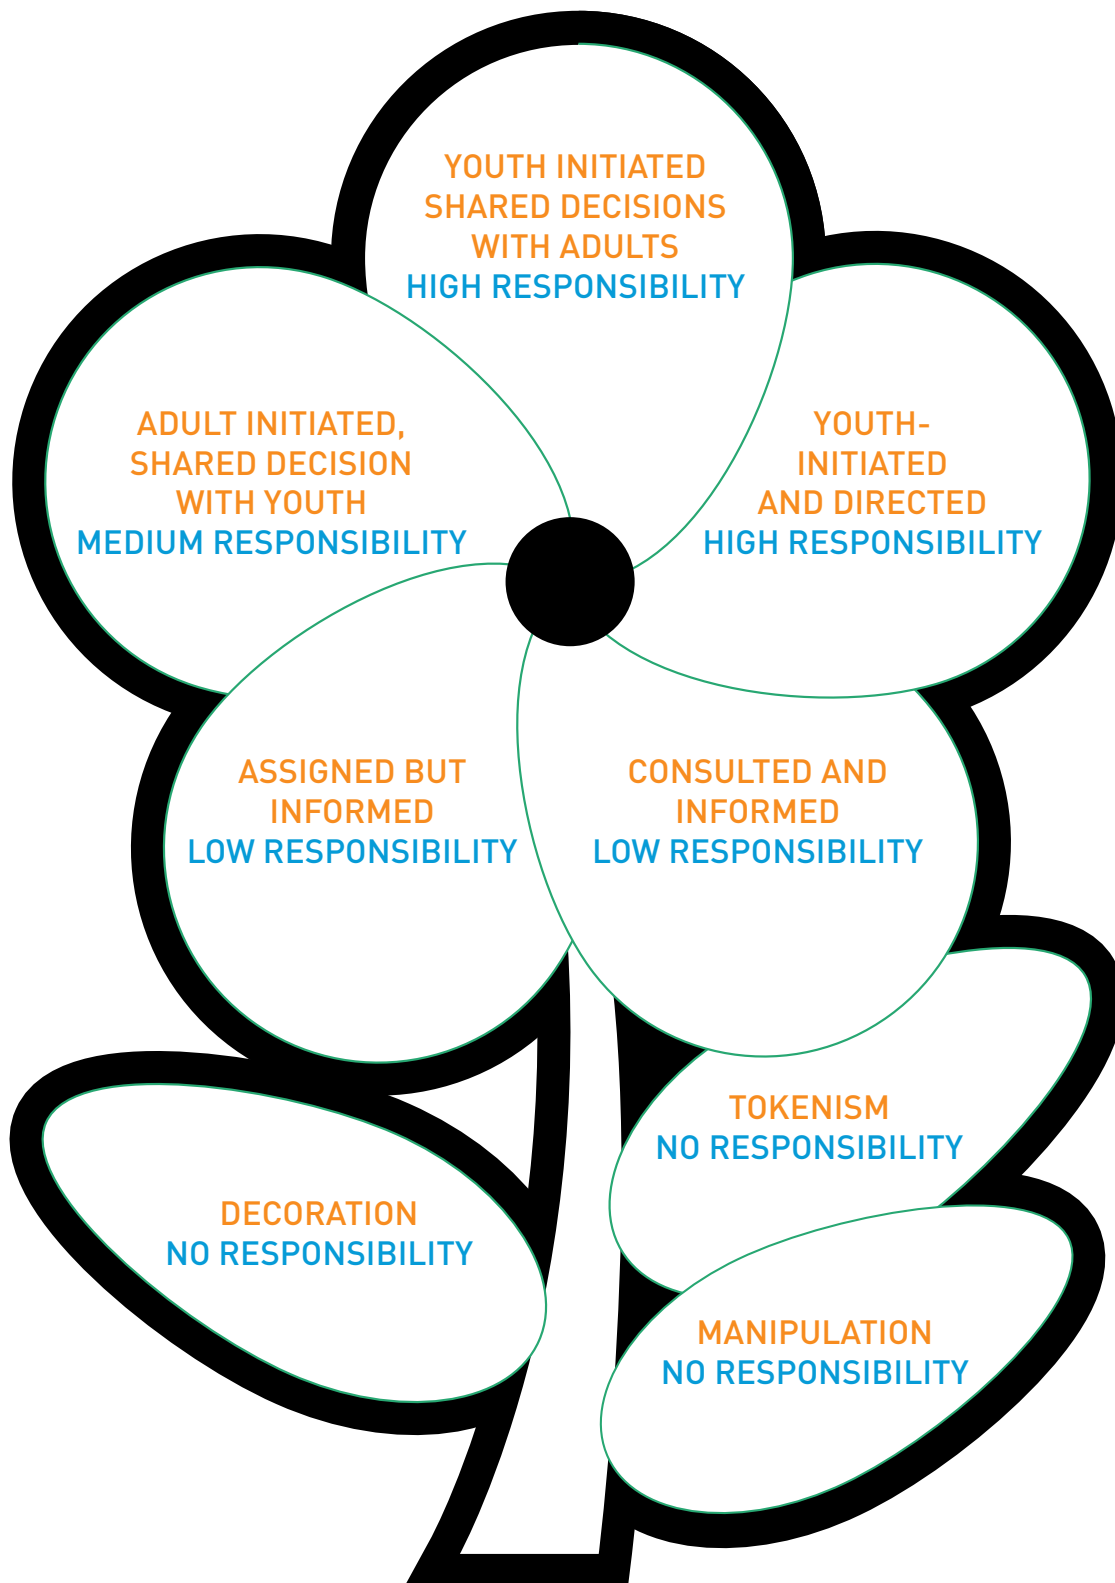 YOUTH INITIATED
SHARED DECISIONS
WITH ADULTS
HIGH RESPONSIBILITY
ADULT INITIATED,
SHARED DECISION
WITH YOUTH
MEDIUM RESPONSIBILITY
YOUTH-
INITIATED
AND DIRECTED
HIGH RESPONSIBILITY
ASSIGNED BUT
INFORMED
LOW RESPONSIBILITY
CONSULTED AND
INFORMED
LOW RESPONSIBILITY
TOKENISM
NO RESPONSIBILITY
DECORATION
NO RESPONSIBILITY
MANIPULATION
NO RESPONSIBILITY